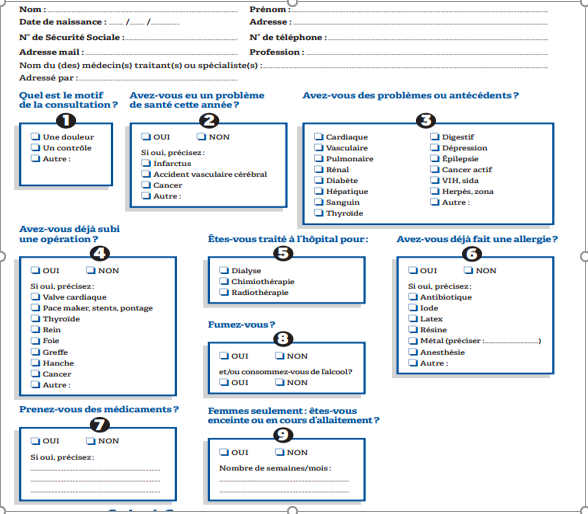 Nom :
Prénom :
Date de naissance : / /
Adresse :
N° de Sécurité Sociale :
N° de téléphone :
Adresse mail :
Profession :
Nom du (des) médecin(s) traitant(s) ou spécialiste(s) :
Adressé par :
Quel est le motif
de la consultation ?
1
Une douleur
Un contrôle
Autre :
Avez-vous eu un problème
de santé cette année ?
2
OUI NON
Si oui, précisez :
Infarctus
Accident vasculaire cérébral
Cancer
Autre :
Avez-vous des problèmes ou antécédents ?
3
Cardiaque
Vasculaire
Pulmonaire
Rénal
Diabète
Hépatique
Sanguin
Thyroïde
Digestif
Dépression
Épilepsie
Cancer actif
VIH, sida
Herpès, zona
Autre :
Avez-vous déjà subi
une opération ?
4
OUI NON
Si oui, précisez :
Valve cardiaque
Pace maker, stents, pontage
Thyroïde
Rein
Foie
Greffe
Hanche
Cancer
Autre :
Êtes-vous traité à l'hôpital pour :
5
Dialyse
Chimiothérapie
Radiothérapie
Avez-vous déjà fait une allergie ?
6
OUI NON
Si oui, précisez :
Antibiotique
Iode
Latex
Résine
Métal (préciser : )
Anesthésie
Autre :
Prenez-vous des médicaments ?
7
OUI NON
Si oui, précisez :
Fumez-vous ?
8
OUI NON
et/ou consommez-vous de l'alcool ?
OUI NON
Femmes seulement : êtes-vous
enceinte ou en cours d'allaitement ?
9
OUI NON
Nombre de semaines/mois :